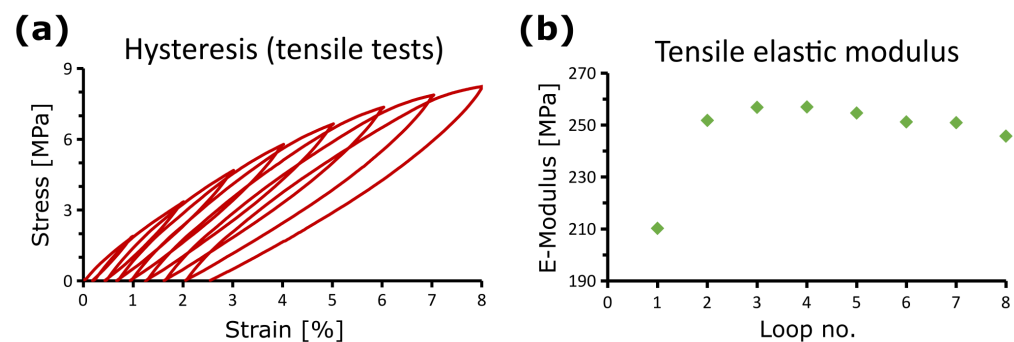 (a)
Hysteresis (tensile tests)
9
6
3
0
Stress [MPa]
0 1 2 3 4 5 6 7 8
Strain [%]
(b)
Tensile elastic modulus
270
250
230
210
190
E-Modulus [MPa]
0 1 2 3 4 5 6 7 8
Loop no.